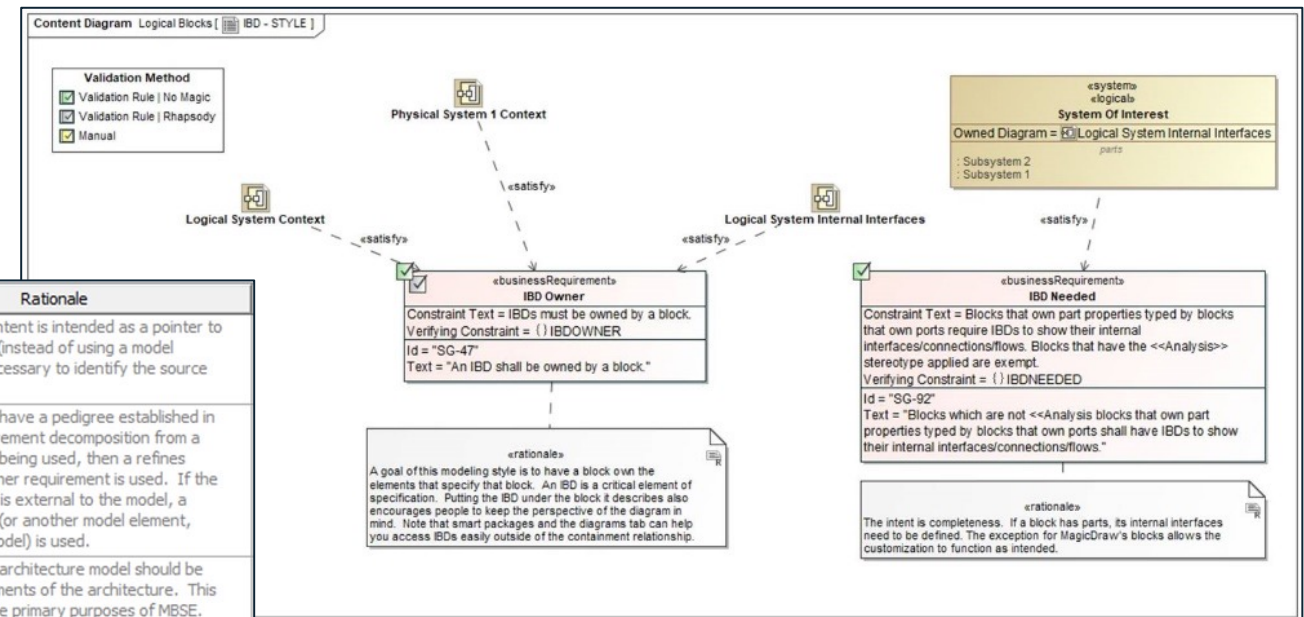 Content Diagram Logical Blocks [ IBD - STYLE ]
Validation Method
Validation Rule | No Magic
Validation Rule | Rhapsody
Manual
Physical System 1 Context
«system»
«logical»
System Of Interest
Owned Diagram = Logical System Internal Interfaces
parts
: Subsystem 2
: Subsystem 1
«satisfy»
Logical System Context
Logical System Internal Interfaces
«satisfy»
«satisfy»
«satisfy»
«businessRequirement»
IBD Owner
Constraint Text = IBDs must be owned by a block.
Verifying Constraint = {}IBDOWNER
Id = "SG-47"
Text = "An IBD shall be owned by a block."
«businessRequirement»
IBD Needed
Constraint Text = Blocks that own part properties typed by blocks
that own ports require IBDs to show their internal
interfaces/connections/flows. Blocks that have the <<Analysis>>
stereotype applied are exempt.
Verifying Constraint = {}IBDNEEDED
Id = "SG-92"
Text = "Blocks which are not <<Analysis blocks that own part
properties typed by blocks that own ports shall have IBDs to show
their internal interfaces/connections/flows."
«rationale»
A goal of this modeling style is to have a block own the
elements that specify that block. An IBD is a critical element of
specification. Putting the IBD under the block it describes also
encourages people to keep the perspective of the diagram in
mind. Note that smart packages and the diagrams tab can help
you access IBDs easily outside of the containment relationship.
«rationale»
The intent is completeness. If a block has parts, its internal interfaces
need to be defined. The exception for MagicDraw's blocks allows the
customization to function as intended.
Rationale
ntent is intended as a pointer to
(instead of using a model
cessary to identify the source
have a pedigree established in
rement decomposition from a
being used, then a refines
her requirement is used. If the
is external to the model, a
(or another model element,
odel) is used.
architecture model should be
ments of the architecture. This
e primary purposes of MBSE.